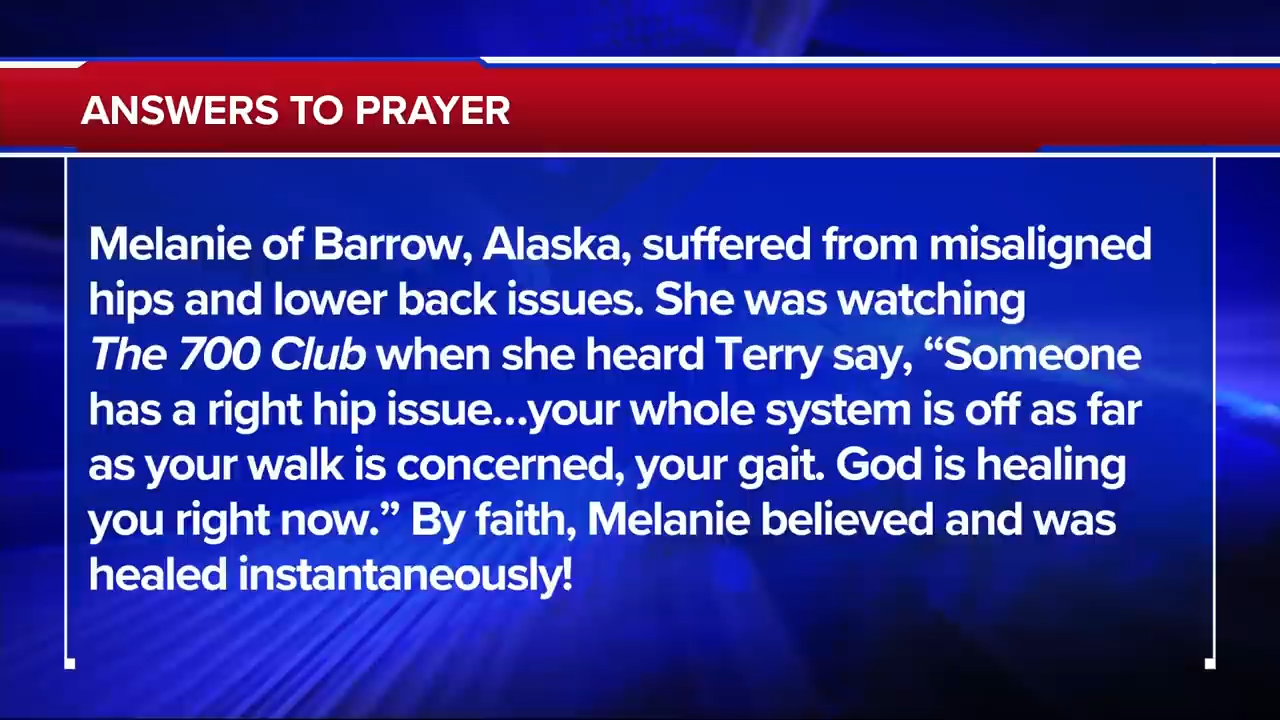 ANSWERS TO PRAYER
Melanie of Barrow, Alaska, suffered from misaligned
hips and lower back issues. She was watching
The 700 Club when she heard Terry say, “Someone
has a right hip issue...your whole system is off as far
as your walk is concerned, your gait. God is healing
you right now.” By faith, Melanie believed and was
healed instantaneously!